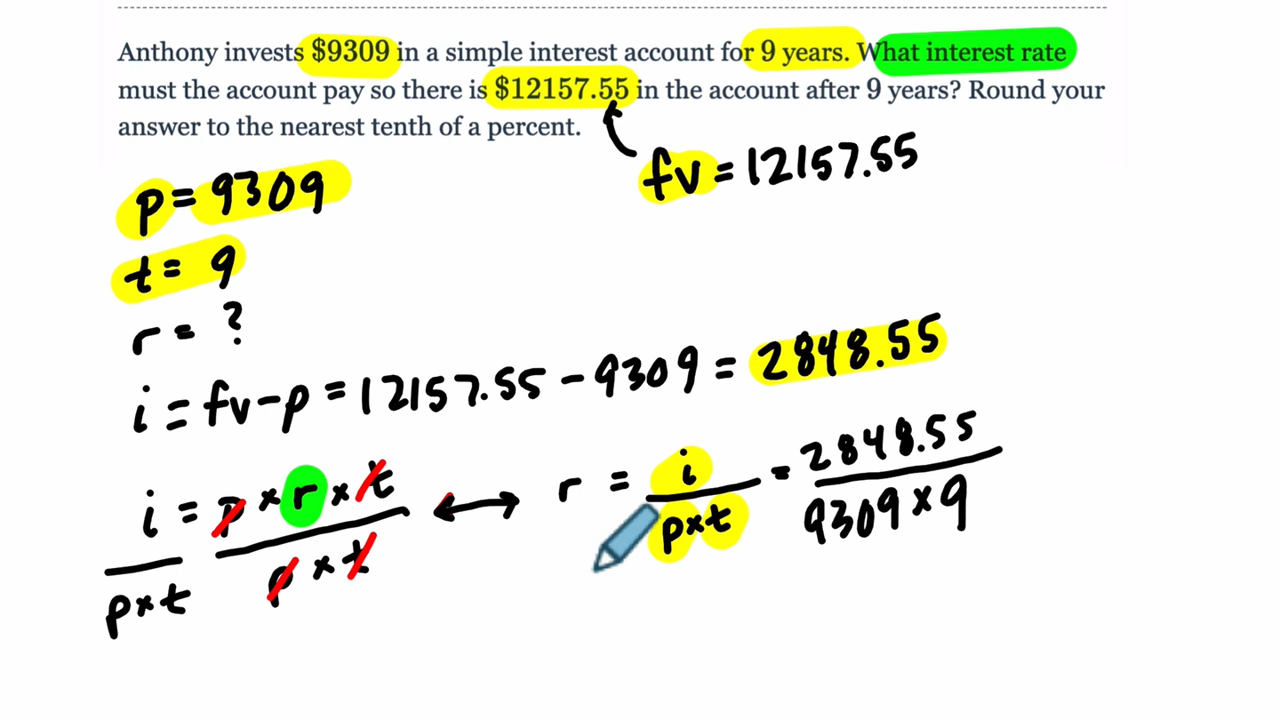 Anthony invests $9309 in a simple interest account for 9 years. What interest rate
must the account pay so there is $12157.55 in the account after 9 years? Round your
answer to the nearest tenth of a percent.
fv = 12157.55
p = 9309
t = 9
r = ?
i = fv - p = 12157.55 - 9309 = 2848.55
i = p × r × t ⟷ r = i = 2848.55
p × t p × t p × t 9309 × 9